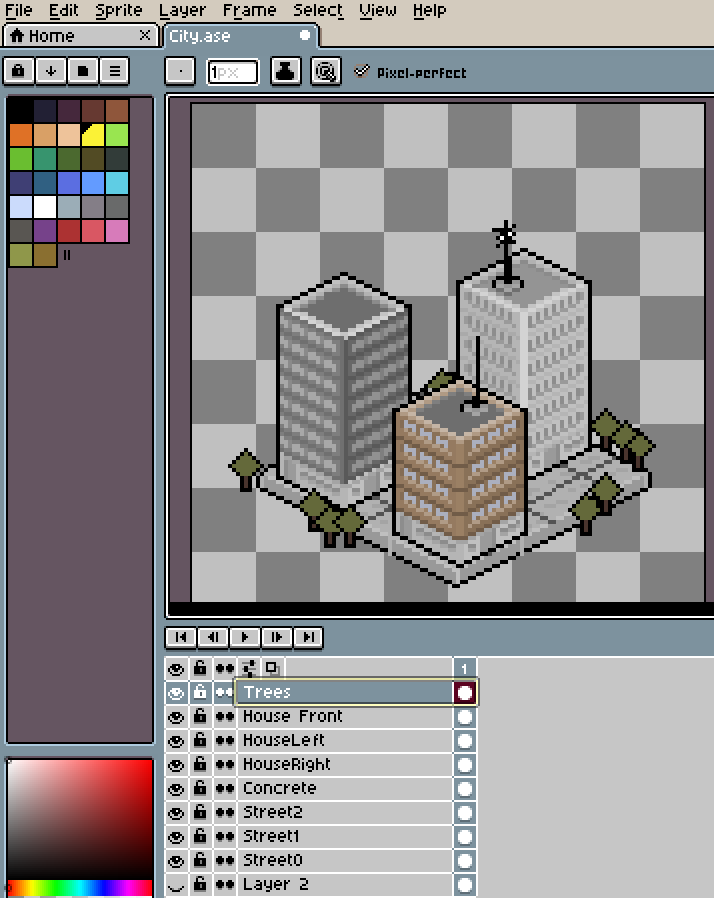 File Edit Sprite Layer Frame Select View Help
Home City.ase
1px Pixel-perfect
1
Trees
House Front
HouseLeft
HouseRight
Concrete
Street2
Street1
Street0
Layer 2